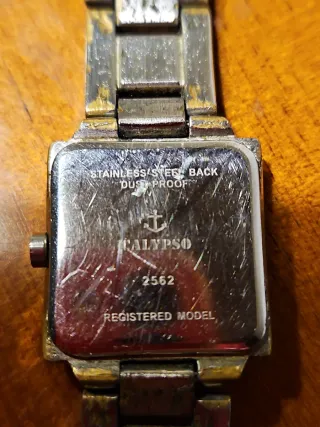 STAINLESS STEEL BACK
DUST PROOF
CALYPSO
2562
REGISTERED MODEL